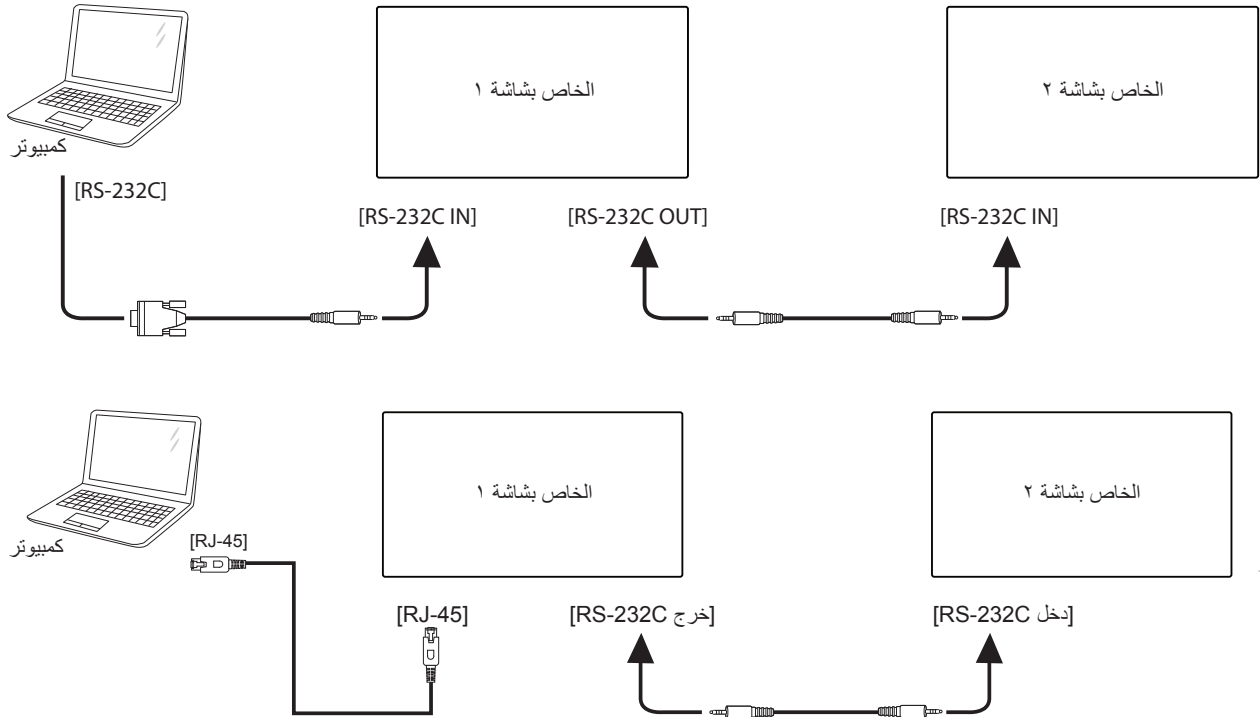 الخاص بشاشة ١
الخاص بشاشة ٢
كمبيوتر
[RS-232C]
[RS-232C IN]
[RS-232C OUT]
[RS-232C IN]
الخاص بشاشة ١
الخاص بشاشة ٢
كمبيوتر
[RJ-45]
[RJ-45]
[RS-232C خرج]
[RS-232C دخل]